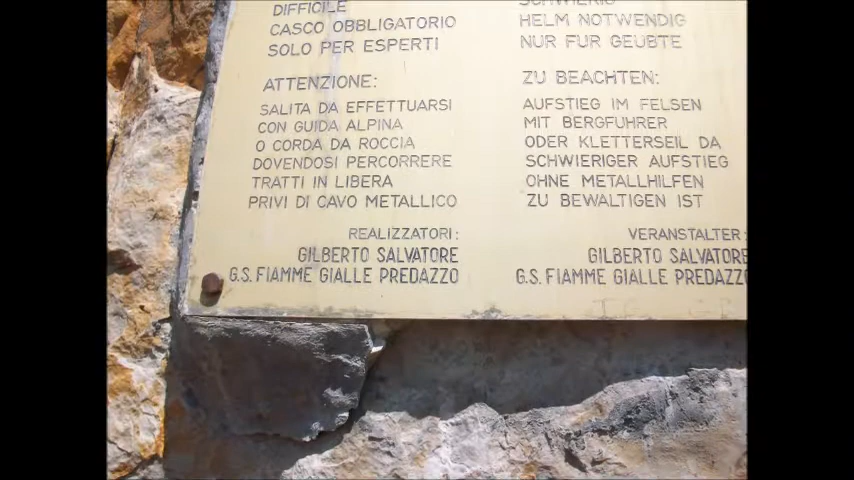 DIFFICILE
CASCO OBBLIGATORIO
SOLO PER ESPERTI
ATTENZIONE:
SALITA DA EFFETTUARSI
CON GUIDA ALPINA
O CORDA DA ROCCIA
DOVENDOSI PERCORRERE
TRATTI IN LIBERA
PRIVI DI CAVO METALLICO
REALIZZATORI:
GILBERTO SALVATORE
G.S. FIAMME GIALLE PREDAZZO
SCHWIERIG
HELM NOTWENDIG
NUR FÜR GEÜBTE
ZU BEACHTEN:
AUFSTIEG IM FELSEN
MIT BERGFUHRER
ODER KLETTERSEIL DA
SCHWIERIGER AUFSTIEG
OHNE METALLHILFEN
ZU BEWALTIGEN IST
VERANSTALTER:
GILBERTO SALVATORE
G.S. FIAMME GIALLE PREDAZZO